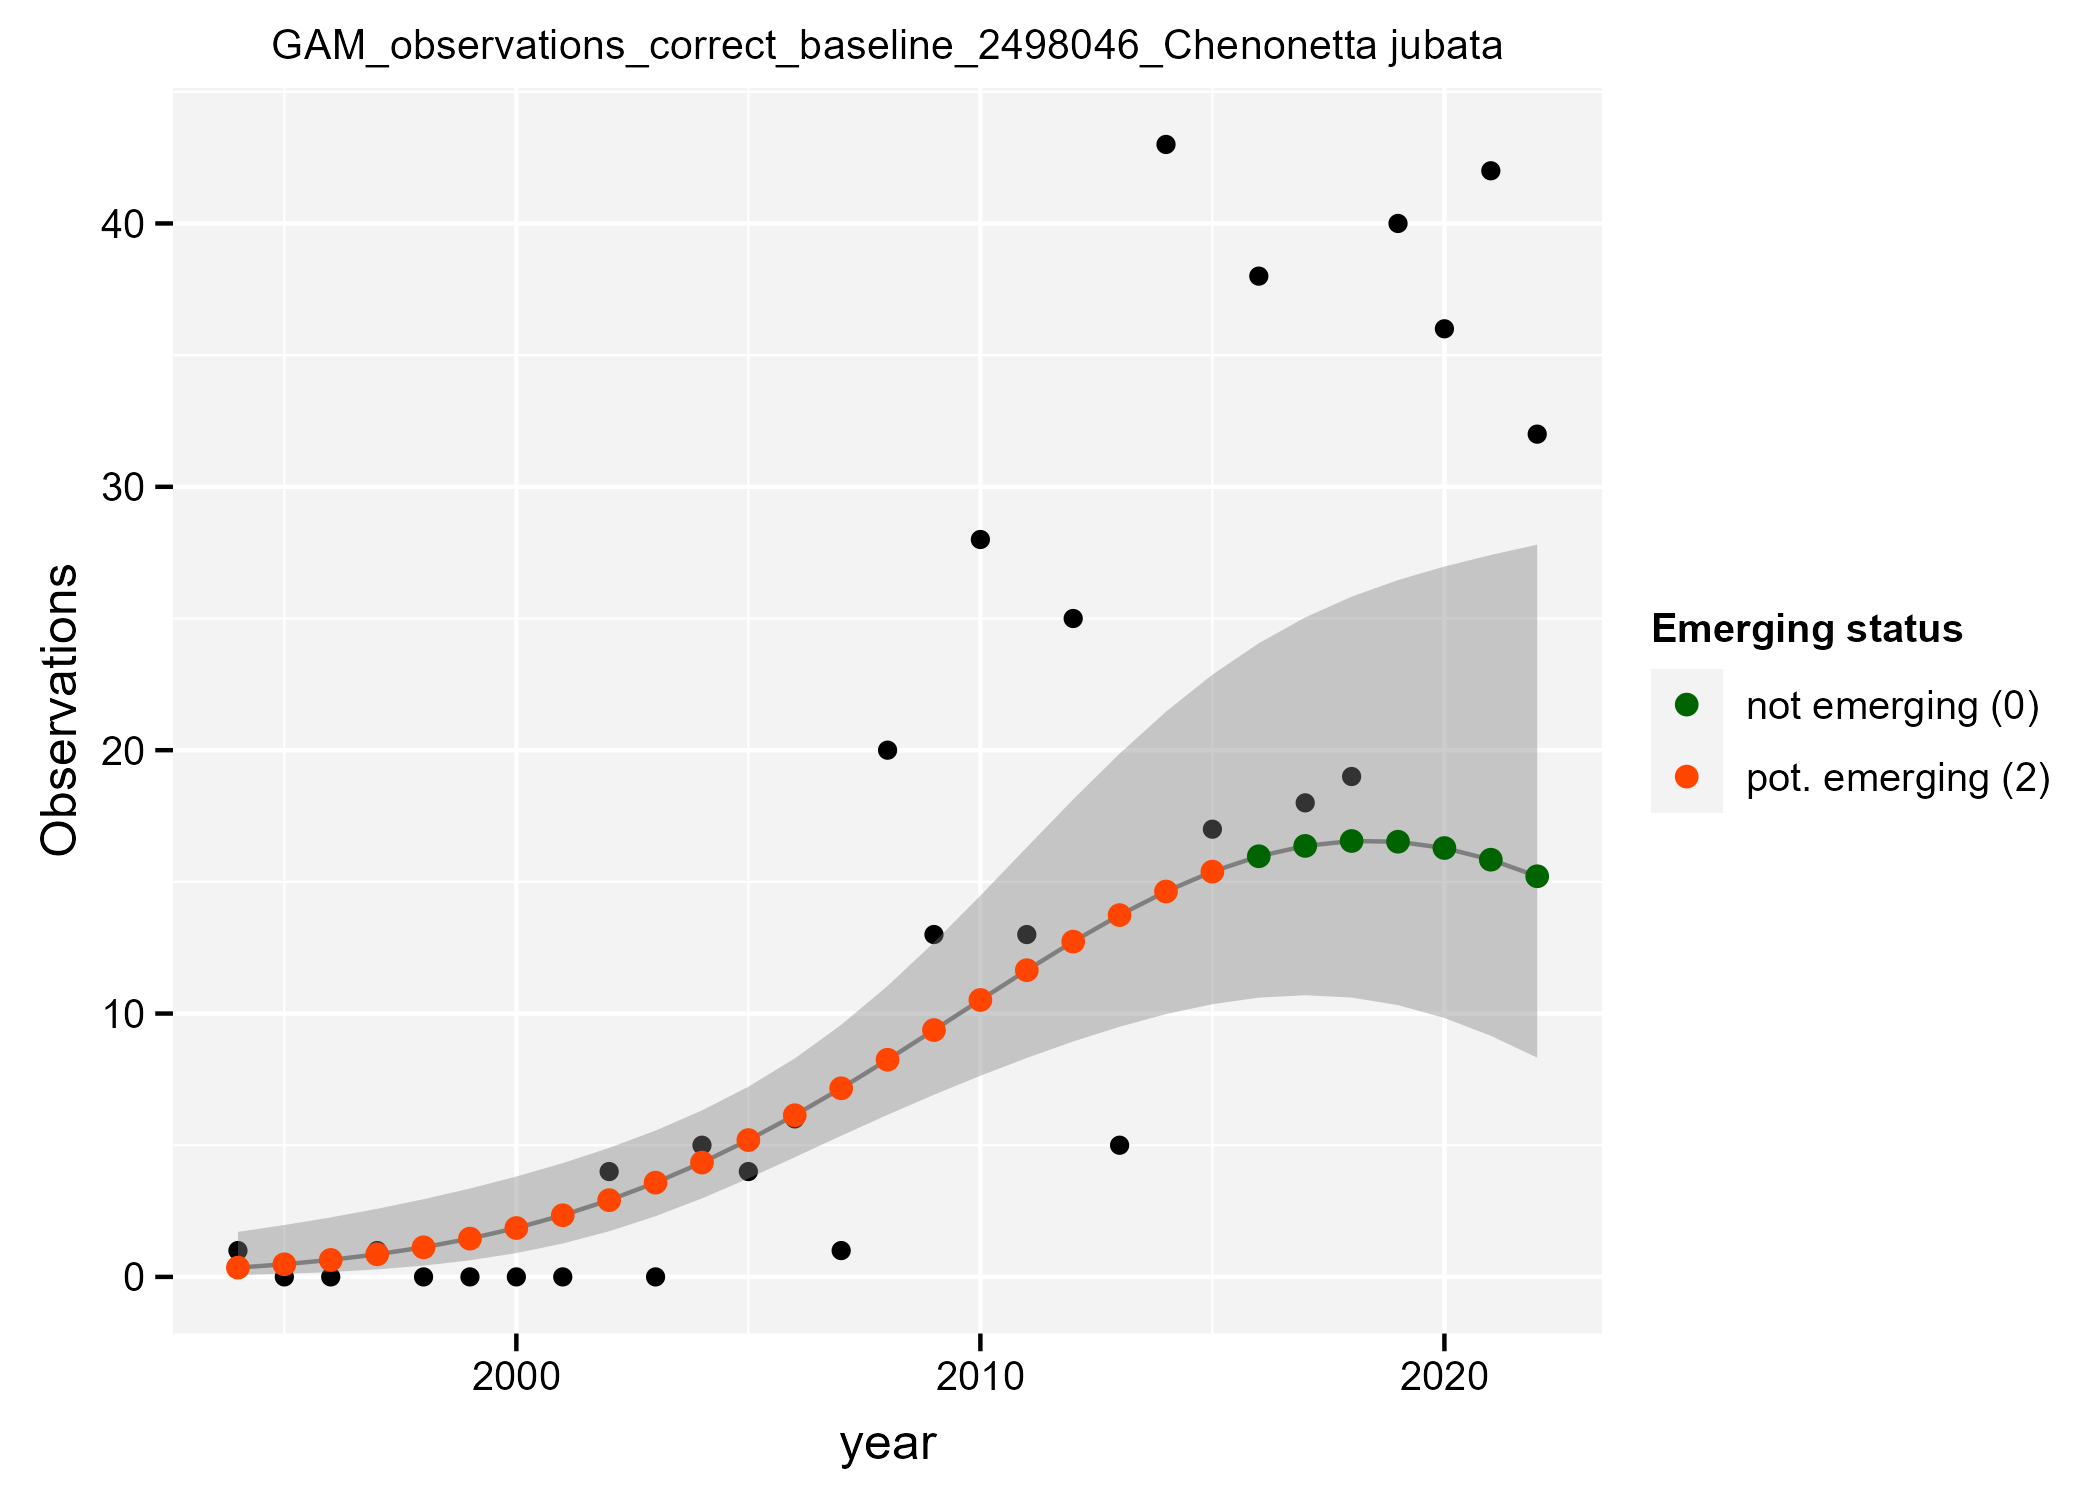 GAM_observations_correct_baseline_2498046_Chenonetta jubata
40
30
20
10
0
Observations
2000
2010
2020
year
Emerging status
not emerging (0)
pot. emerging (2)